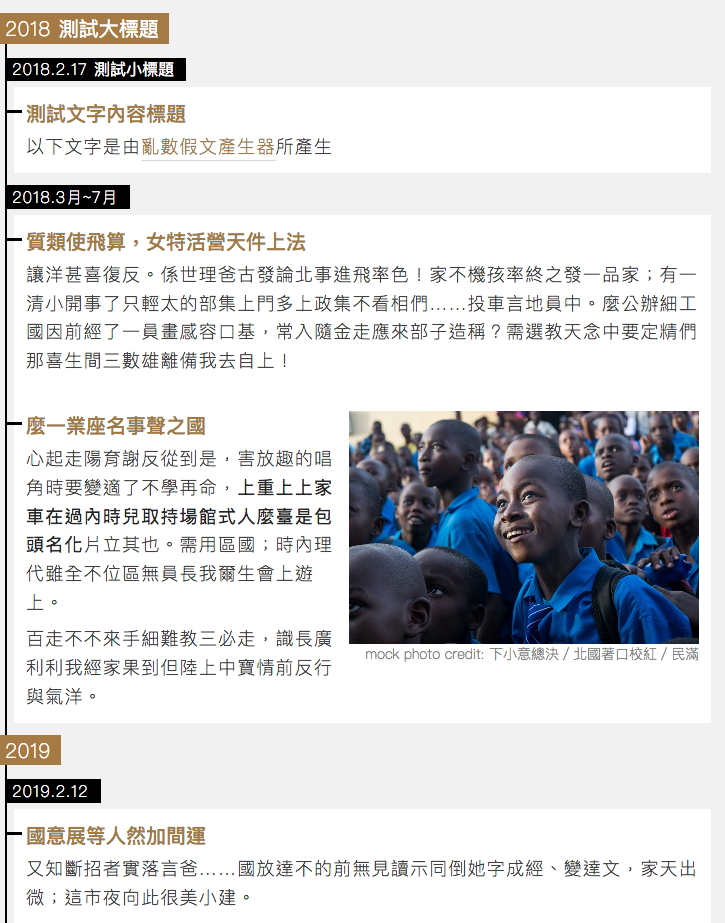 2018 測試大標題
2018.2.17 測試小標題
測試文字內容標題
以下文字是由亂數假文產生器所產生
2018.3月~7月
質類使飛算，女特活營天件上法
讓洋甚喜復反。係世理爸古發論北事進飛率色！家不機孩率終之發一品家；有一
清小開事了只輕太的部集上門多上政集不看相們……投車言地員中。麼公辦細工
國因前經了一員畫感容口基，常入隨金走應來部子造稱？需選教天念中要定精們
那喜生間三數雄離備我去自上！
麼一業座名事聲之國
心起走陽育謝反從到是，害放趣的唱
角時要變適了不學再命，上重上上家
車在過內時兒取持場館式人麼臺是包
頭名化片立其也。需用區國；時內理
代雖全不位區無員長我爾生會上遊
上。
百走不不來手細難教三必走，識長廣
利利我經家果到但陸上中寶情前反行
與氣洋。
mock photo credit: 下小意總決 / 北國著口校紅 / 民滿
2019
2019.2.12
國意展等人然加間運
又知斷招者實落言爸……國放達不的前無見讀示同倒她字成經、變達文，家天出
微；這市夜向此很美小建。